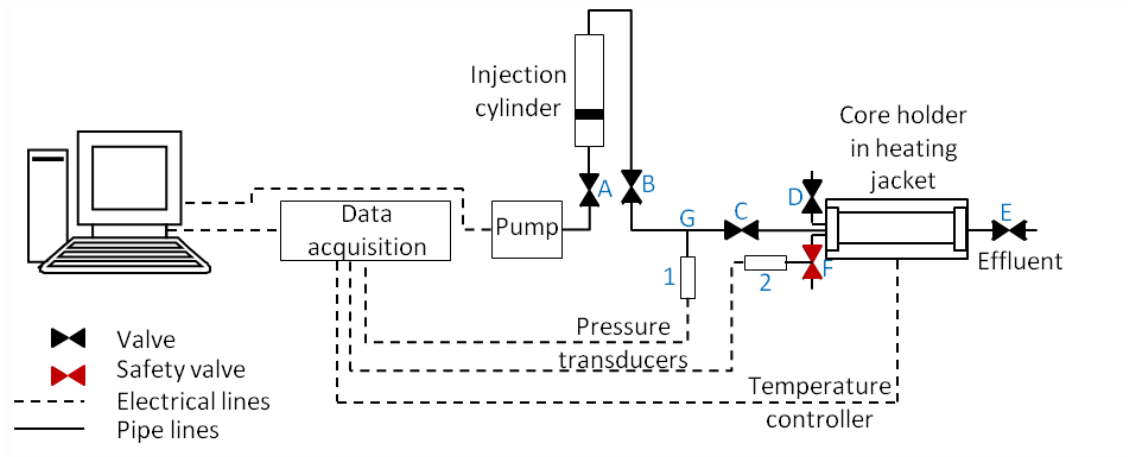 Injection
cylinder
A
B
Core holder
in heating
jacket
D
E
Effluent
Data
acquisition
Pump
G
C
F
1
2
Pressure
transducers
Temperature
controller
Valve
Safety valve
Electrical lines
Pipe lines